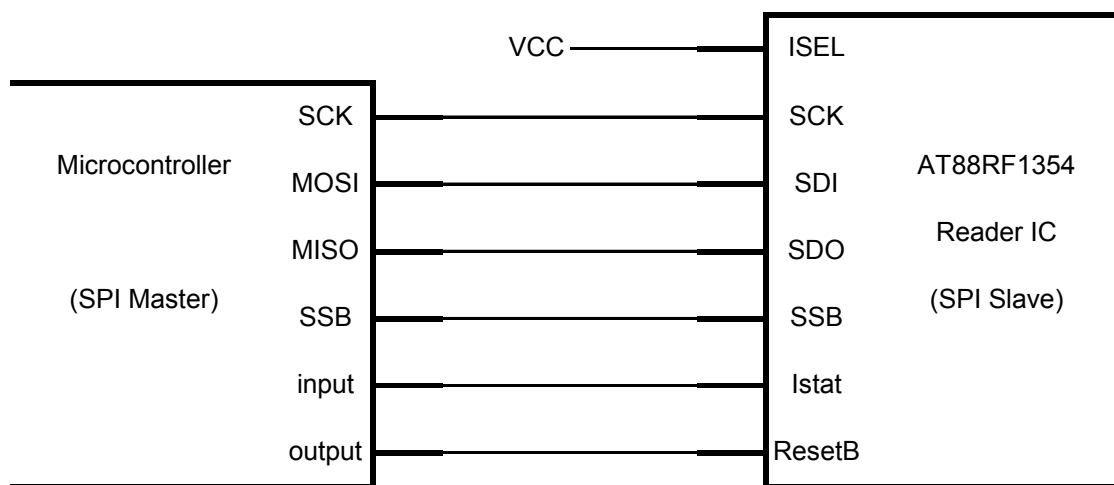 VCC
ISEL
SCK
SCK
Microcontroller
AT88RF1354
MOSI
SDI
Reader IC
MISO
SDO
(SPI Master)
(SPI Slave)
SSB
SSB
input
Istat
output
ResetB